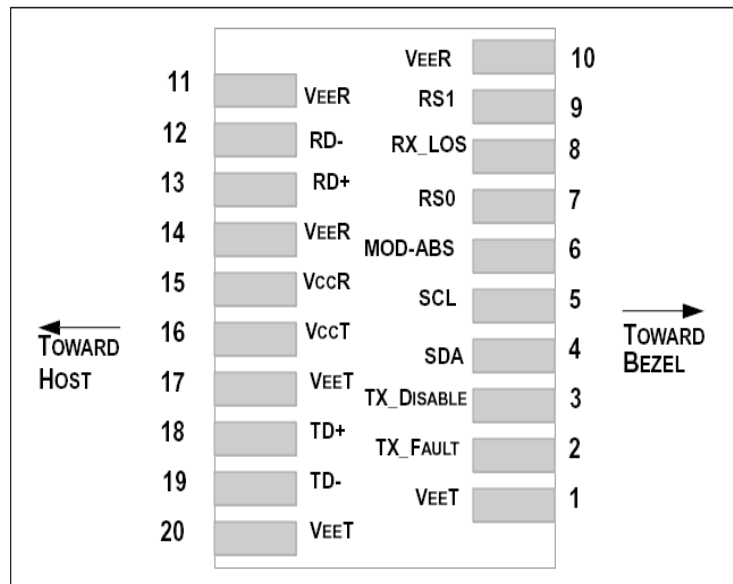 11 VEER
12 RD-
13 RD+
14 VEER
15 VCCR
16 VCCT
17 VEET
18 TD+
19 TD-
20 VEET
VEER 10
RS1 9
RX_LOS 8
RS0 7
MOD-ABS 6
SCL 5
SDA 4
TX_DISABLE 3
TX_FAULT 2
VEET 1
TOWARD
HOST
TOWARD
BEZEL